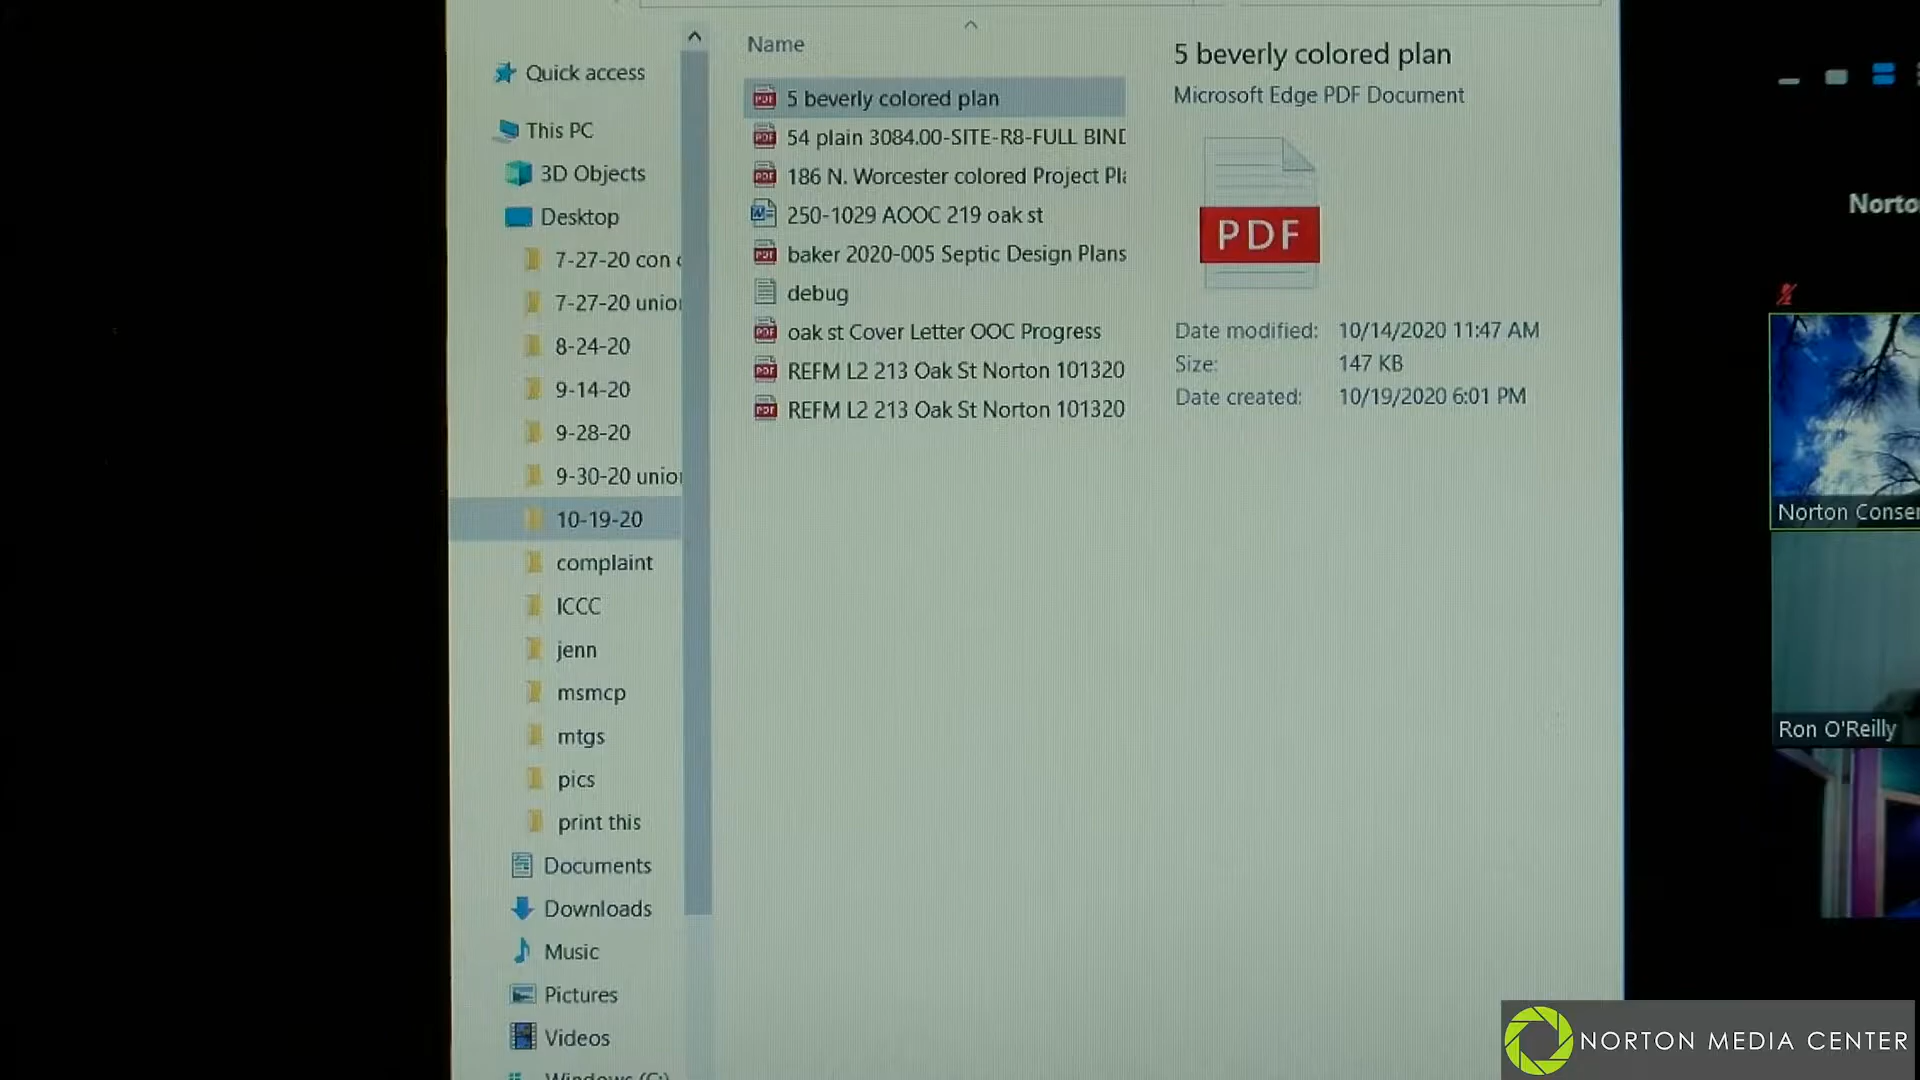 Name
5 beverly colored plan
54 plain 3084.00-SITE-R8-FULL BIND
186 N. Worcester colored Project Pla
250-1029 AOOC 219 oak st
baker 2020-005 Septic Design Plans
debug
oak st Cover Letter OOC Progress
REFM L2 213 Oak St Norton 101320
REFM L2 213 Oak St Norton 101320
Quick access
This PC
3D Objects
Desktop
7-27-20 con
7-27-20 union
8-24-20
9-14-20
9-28-20
9-30-20 union
10-19-20
complaint
ICCC
jenn
msmcp
mtgs
pics
print this
Documents
Downloads
Music
Pictures
Videos
Windows (C:)
5 beverly colored plan
Microsoft Edge PDF Document
PDF
Date modified: 10/14/2020 11:47 AM
Size: 147 KB
Date created: 10/19/2020 6:01 PM
Norto
Norton Conser
Ron O'Reilly
NORTON MEDIA CENTER